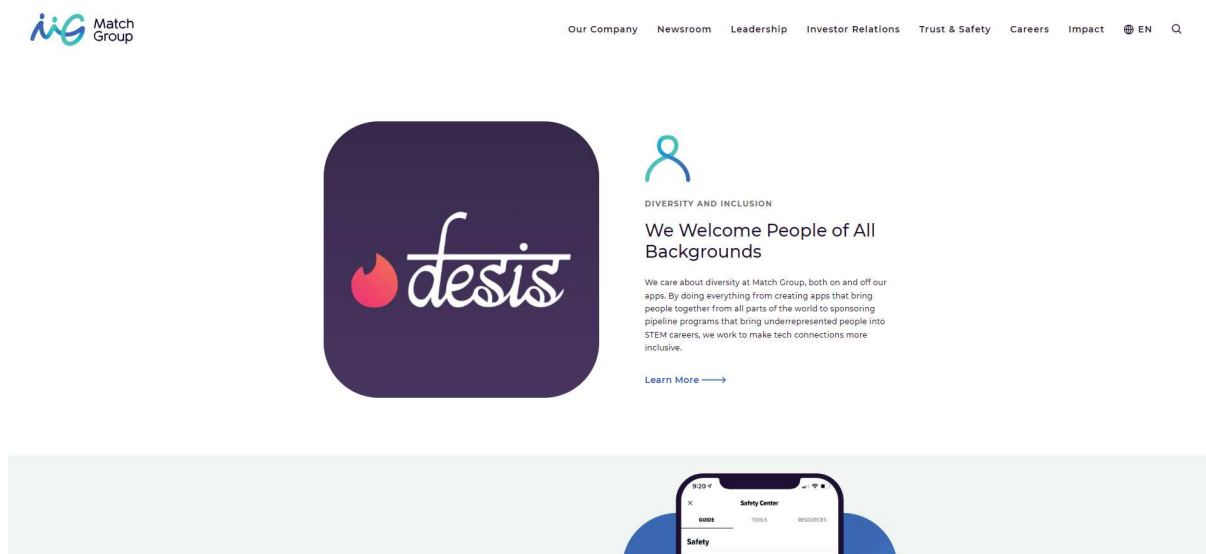 Match
Group
Our Company Newsroom Leadership Investor Relations Trust & Safety Careers Impact EN
desis
DIVERSITY AND INCLUSION
We Welcome People of All
Backgrounds
We care about diversity at Match Group, both on and off our
apps. By doing everything from creating apps that bring
people together from all parts of the world to sponsoring
pipeline programs that bring underrepresented people into
STEM careers, we work to make tech connections more
inclusive.
Learn More
9:20
Safety Center
GUIDE TOOLS RESOURCES
Safety